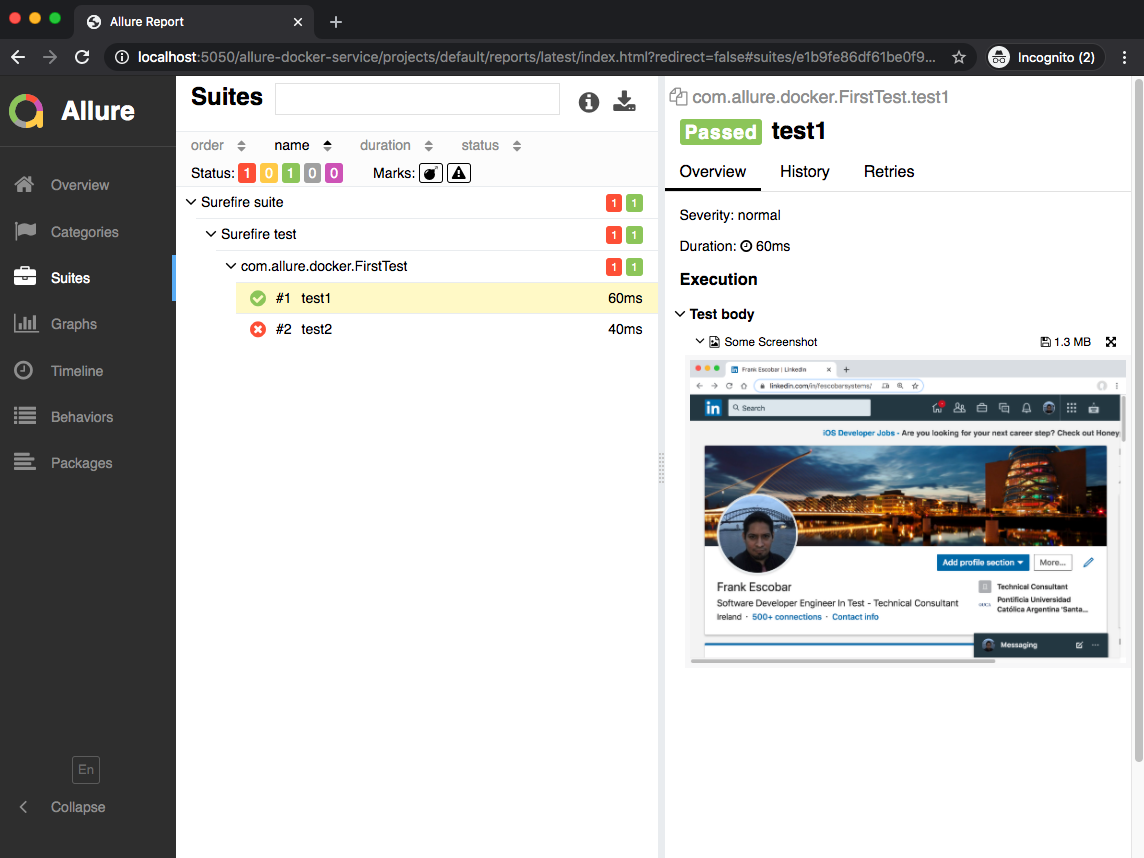 Allure Report
localhost:5050/allure-docker-service/projects/default/reports/latest/index.html?redirect=false#suites/e1b9fe86df61be0f9...
Incognito (2)
Allure
Overview
Categories
Suites
Graphs
Timeline
Behaviors
Packages
En
Collapse
Suites
order name duration status
Status: 1 0 1 0 0 Marks:
Surefire suite 1 1
Surefire test 1 1
com.allure.docker.FirstTest 1 1
#1 test1 60ms
#2 test2 40ms
com.allure.docker.FirstTest.test1
Passed test1
Overview History Retries
Severity: normal
Duration: 60ms
Execution
Test body
Some Screenshot 1.3 MB
Frank Escobar | LinkedIn
linkedin.com/in/fescobarsystems/
in Search
iOS Developer Jobs - Are you looking for your next career step? Check out Honey
Add profile section More...
Frank Escobar
Software Developer Engineer In Test - Technical Consultant
Ireland · 500+ connections · Contact info
Technical Consultant
Pontificia Universidad
Católica Argentina 'Santa...
Messaging